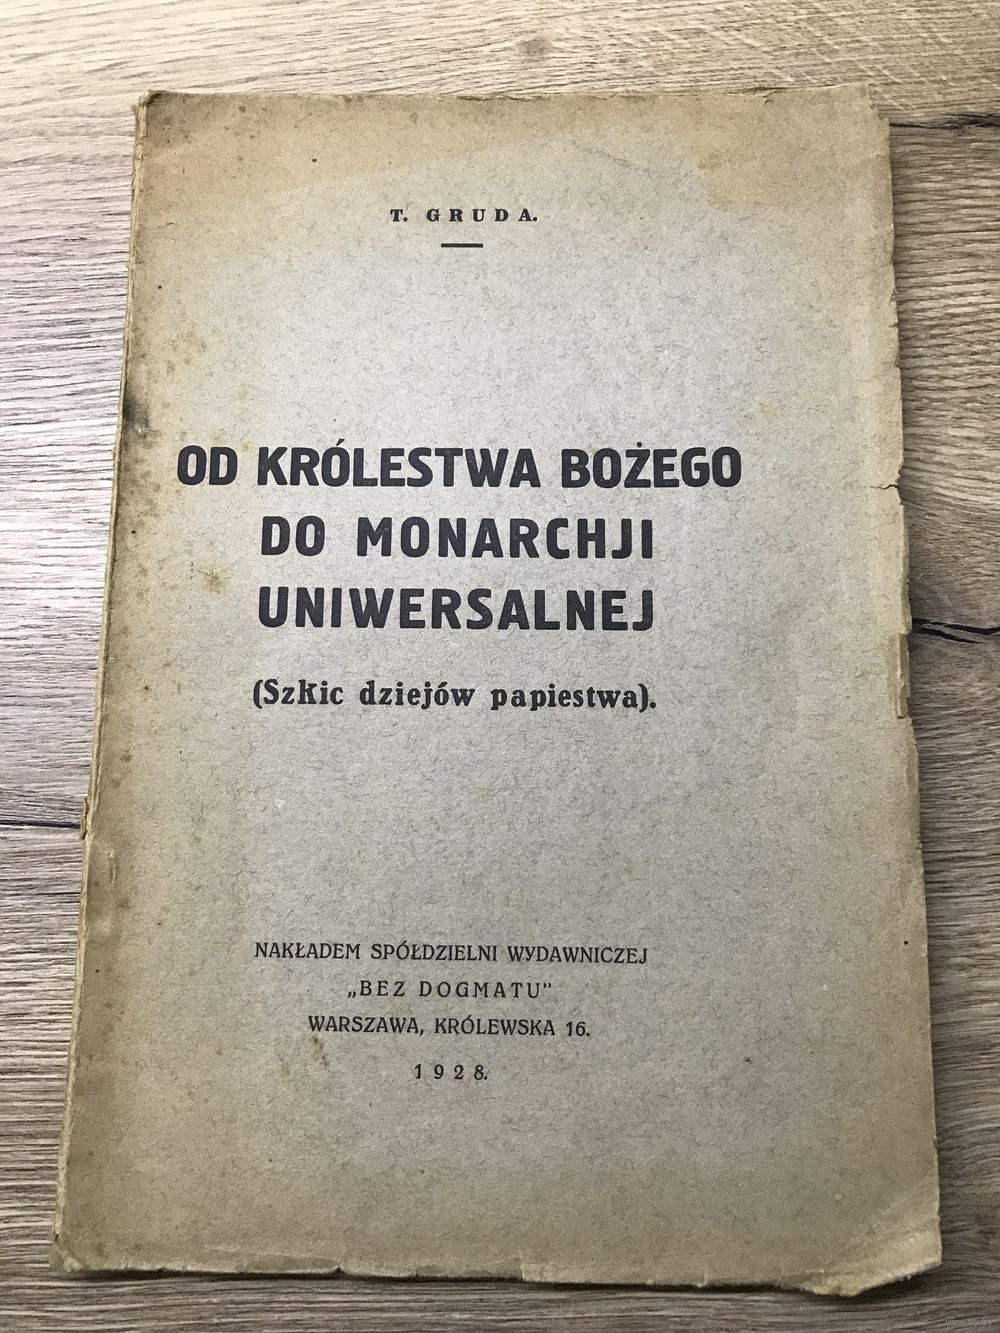 T. GRUDA.
OD KRÓLESTWA BOŻEGO
DO MONARCHJI
UNIWERSALNEJ
(Szkic dziejów papiestwa).
NAKŁADEM SPÓŁDZIELNI WYDAWNICZEJ
„BEZ DOGMATU”
WARSZAWA, KRÓLEWSKA 16.
1928.